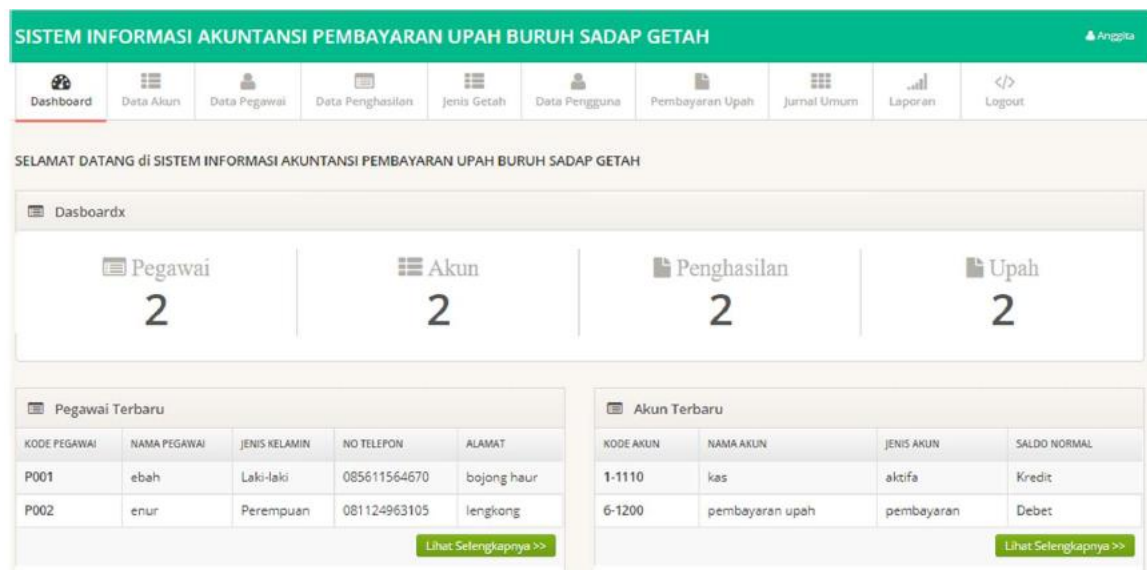 SISTEM INFORMASI AKUNTANSI PEMBAYARAN UPAH BURUH SADAP GETAH Anggita
Dashboard Data Akun Data Pegawai Data Penghasilan Jenis Getah Data Pengguna Pembayaran Upah Jurnal Umum Laporan </> Logout
SELAMAT DATANG di SISTEM INFORMASI AKUNTANSI PEMBAYARAN UPAH BURUH SADAP GETAH
Dasboardx
Pegawai Akun Penghasilan Upah
2 2 2 2
Pegawai Terbaru
KODE PEGAWAI NAMA PEGAWAI JENIS KELAMIN NO TELEPON ALAMAT
P001 ebah Laki-laki 085611564670 bojong haur
P002 enur Perempuan 081124963105 lengkong
Lihat Selengkapnya >>
Akun Terbaru
KODE AKUN NAMA AKUN JENIS AKUN SALDO NORMAL
1-1110 kas aktifa Kredit
6-1200 pembayaran upah pembayaran Debet
Lihat Selengkapnya >>